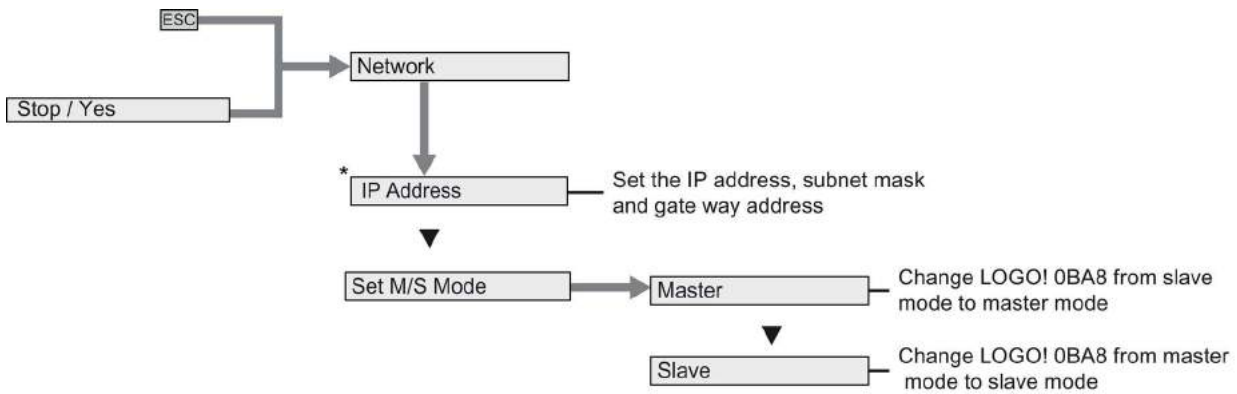 ESC
Network
Stop / Yes
*
IP Address
Set the IP address, subnet mask
and gate way address
Set M/S Mode
Master
Change LOGO! 0BA8 from slave
mode to master mode
Slave
Change LOGO! 0BA8 from master
mode to slave mode